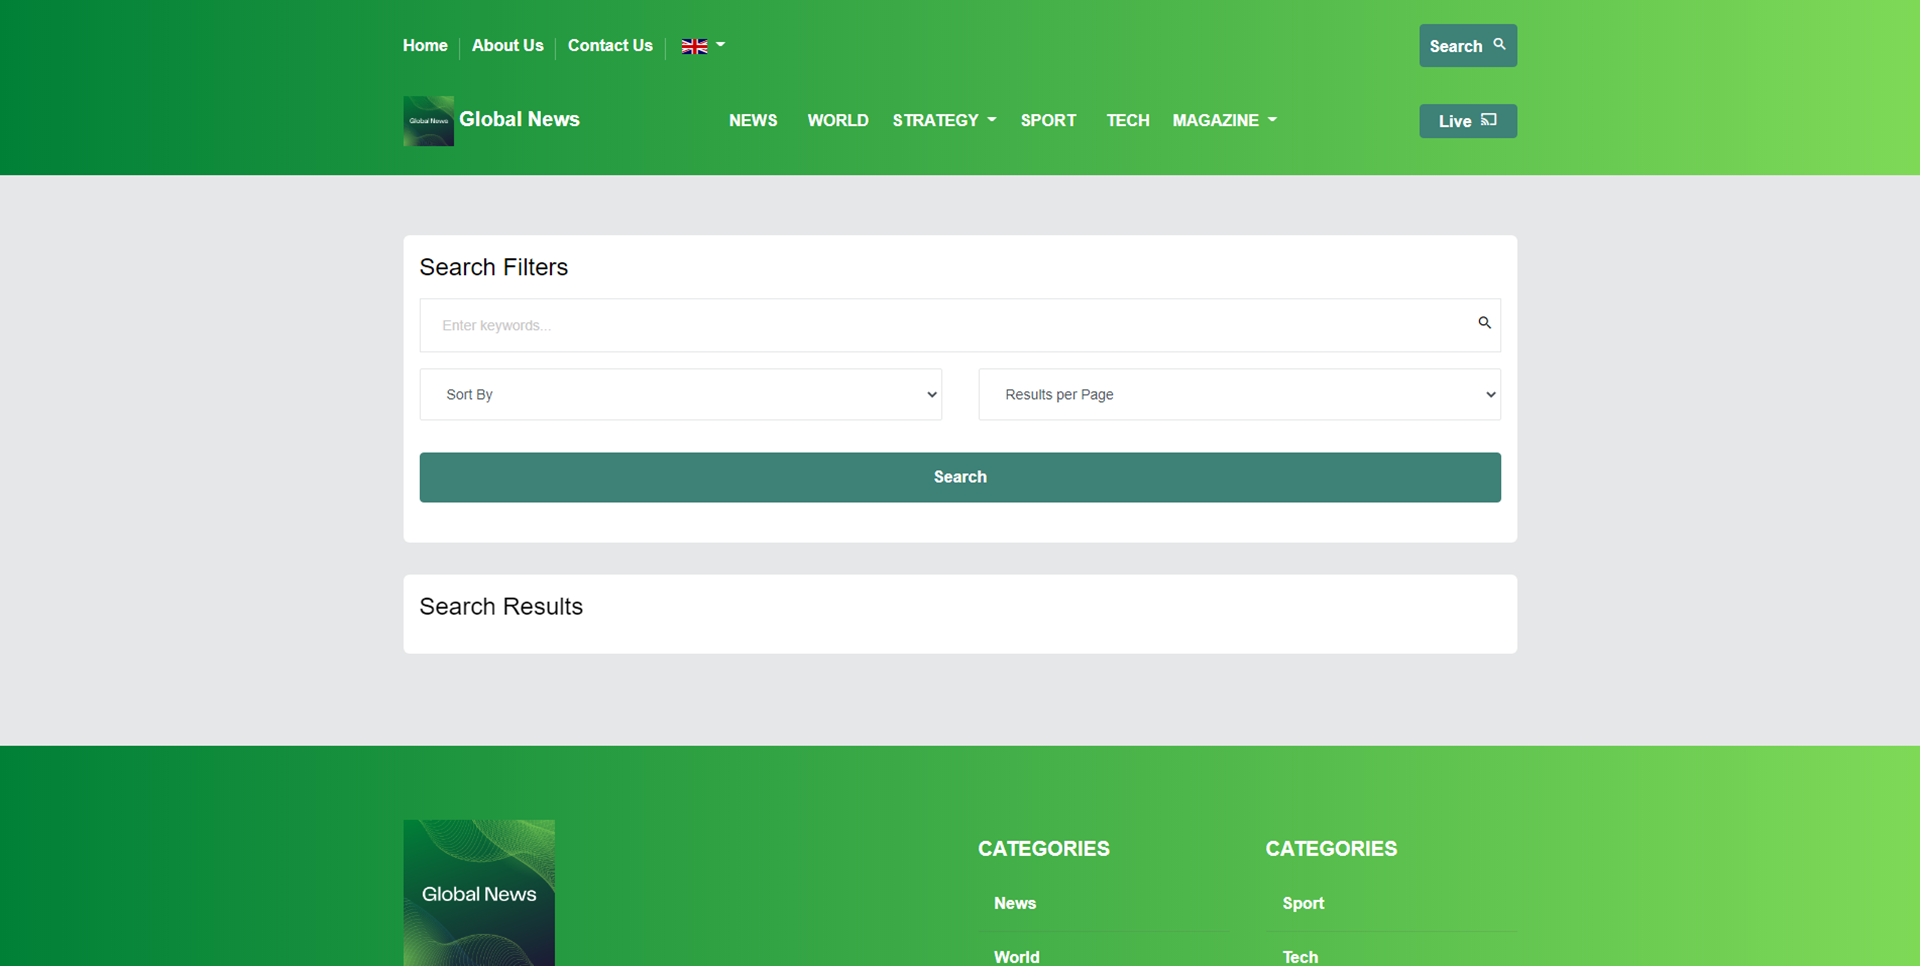 Home About Us Contact Us Search
Global News Global News NEWS WORLD STRATEGY SPORT TECH MAGAZINE Live
Search Filters
Enter keywords...
Sort By Results per Page
Search
Search Results
Global News
CATEGORIES CATEGORIES
News Sport
World Tech